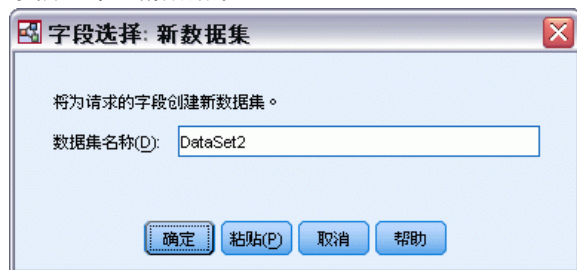 字段选择: 新数据集
将为请求的字段创建新数据集。
数据集名称(D): DataSet2
确定 粘贴(P) 取消 帮助